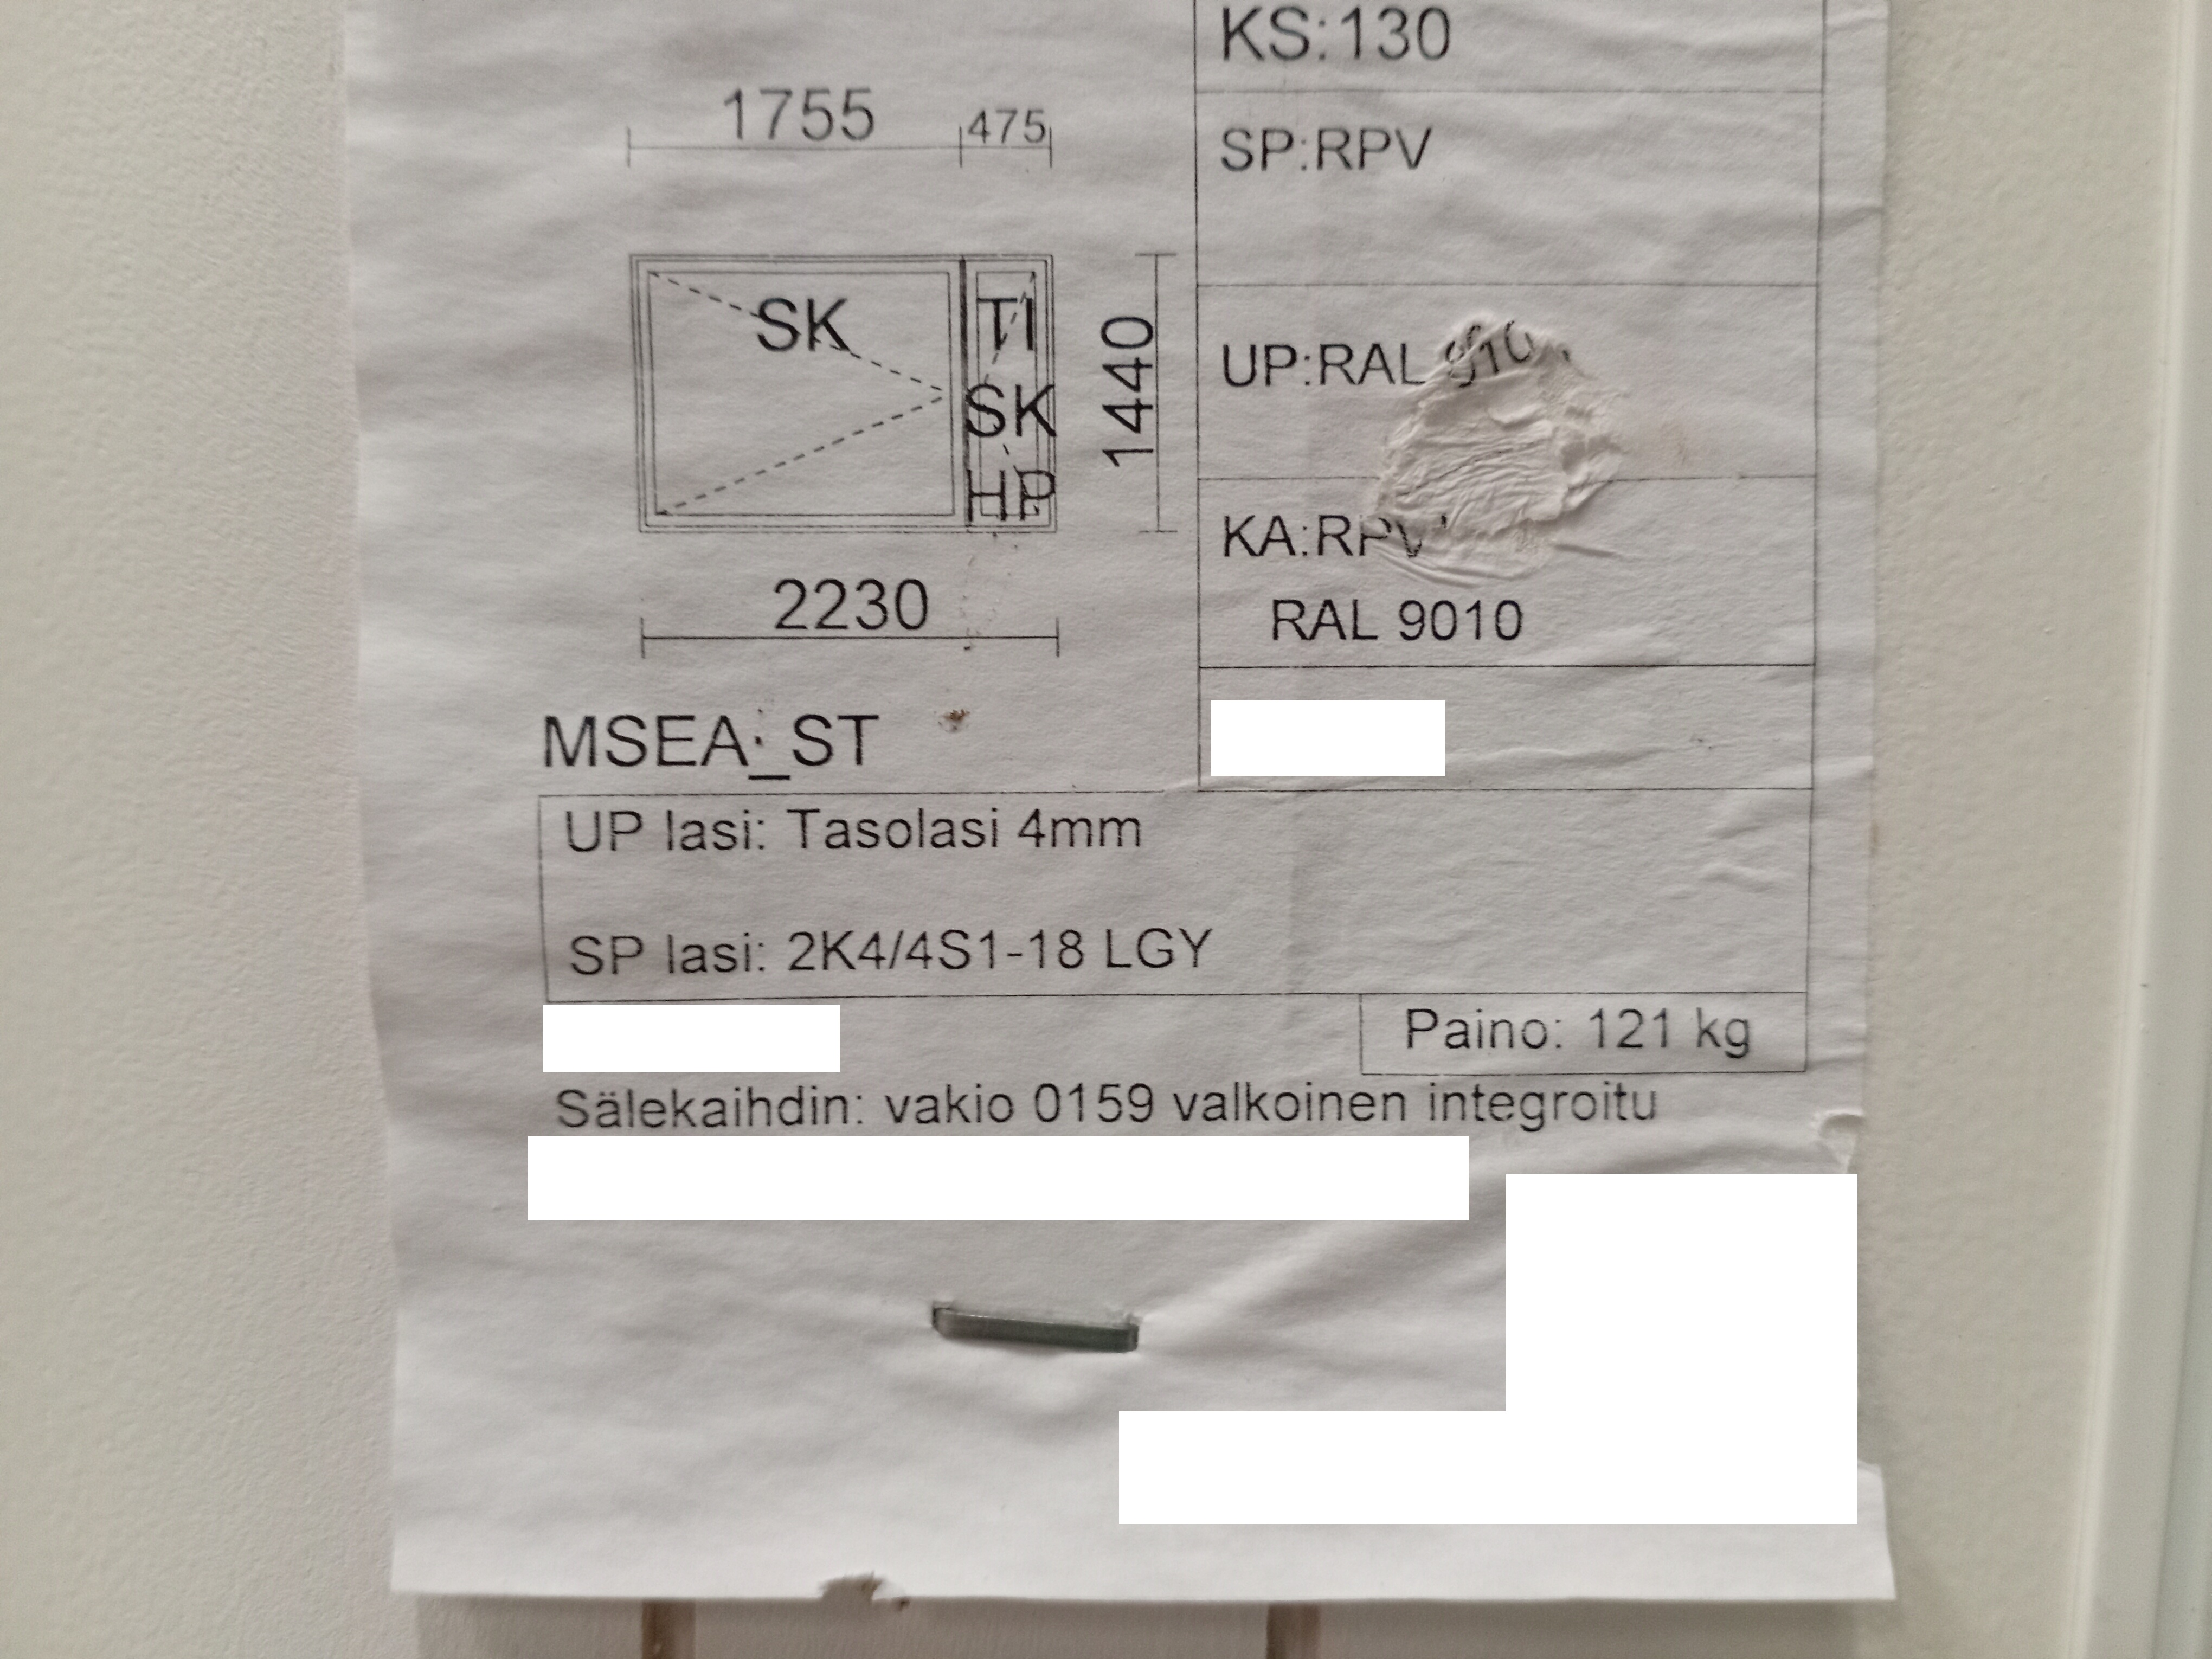 KS:130
1755
475
SP:RPV
SK
TI
SK
HP
1440
UP:RAL
KA:RPV
RAL 9010
2230
MSEA_ST
UP lasi: Tasolasi 4mm
SP lasi: 2K4/4S1-18 LGY
Paino: 121 kg
Sälekaihdin: vakio 0159 valkoinen integroitu